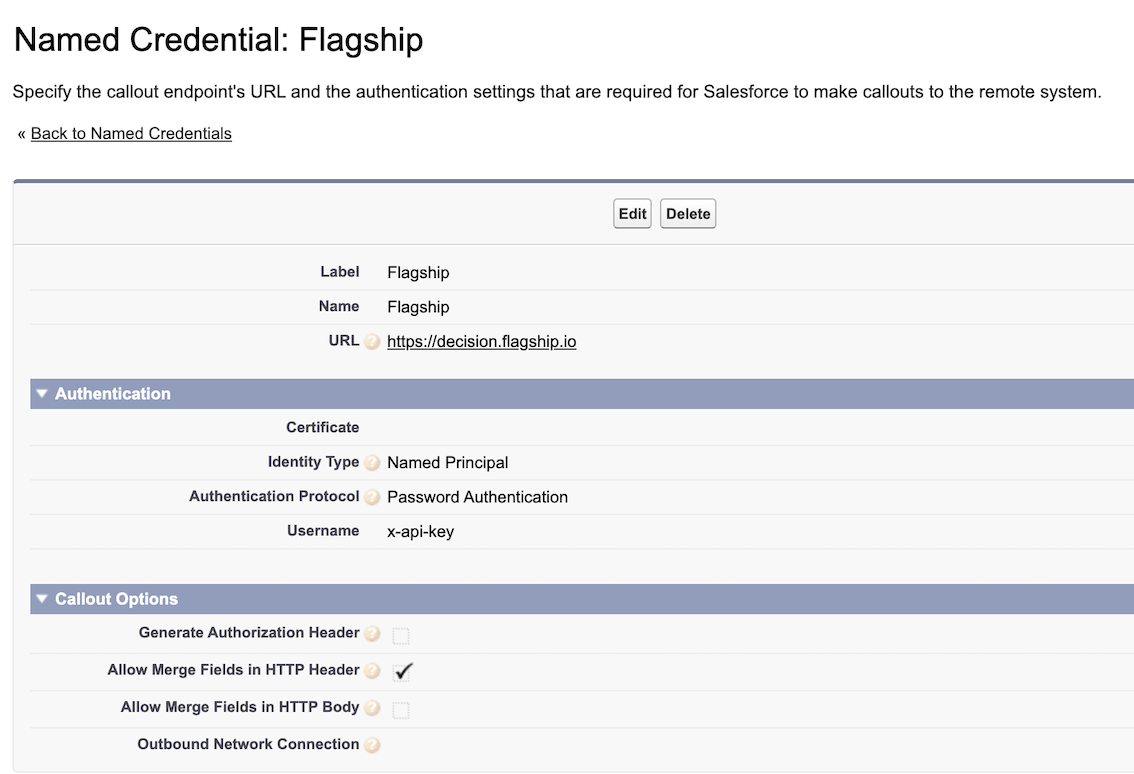 Named Credential: Flagship
Specify the callout endpoint's URL and the authentication settings that are required for Salesforce to make callouts to the remote system.
« Back to Named Credentials
Edit Delete
Label Flagship
Name Flagship
URL ? https://decision.flagship.io
Authentication
Certificate
Identity Type ? Named Principal
Authentication Protocol ? Password Authentication
Username x-api-key
Callout Options
Generate Authorization Header ?
Allow Merge Fields in HTTP Header ?
Allow Merge Fields in HTTP Body ?
Outbound Network Connection ?